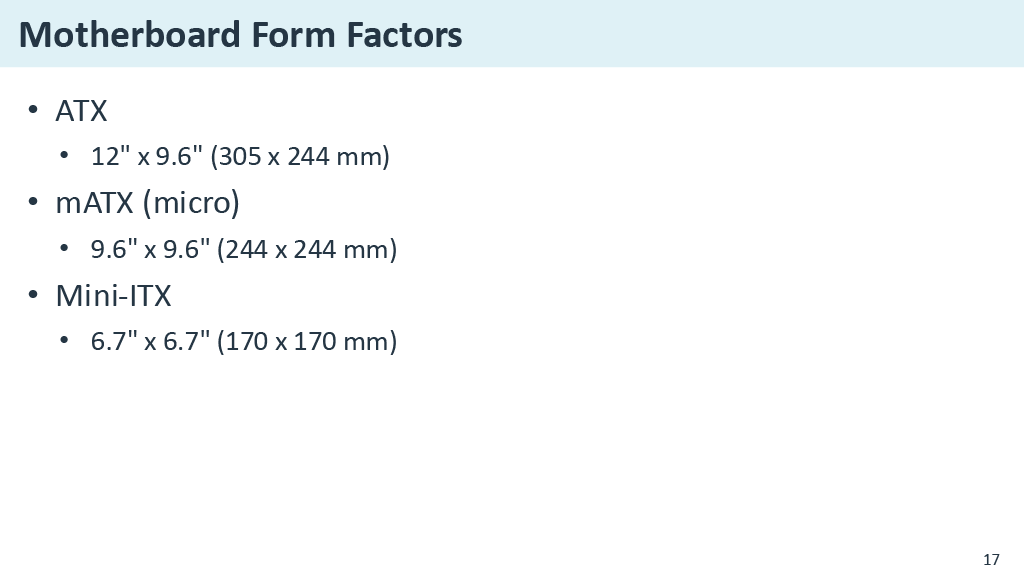 Motherboard Form Factors
• ATX
• 12" x 9.6" (305 x 244 mm)
• mATX (micro)
• 9.6" x 9.6" (244 x 244 mm)
• Mini-ITX
• 6.7" x 6.7" (170 x 170 mm)
17